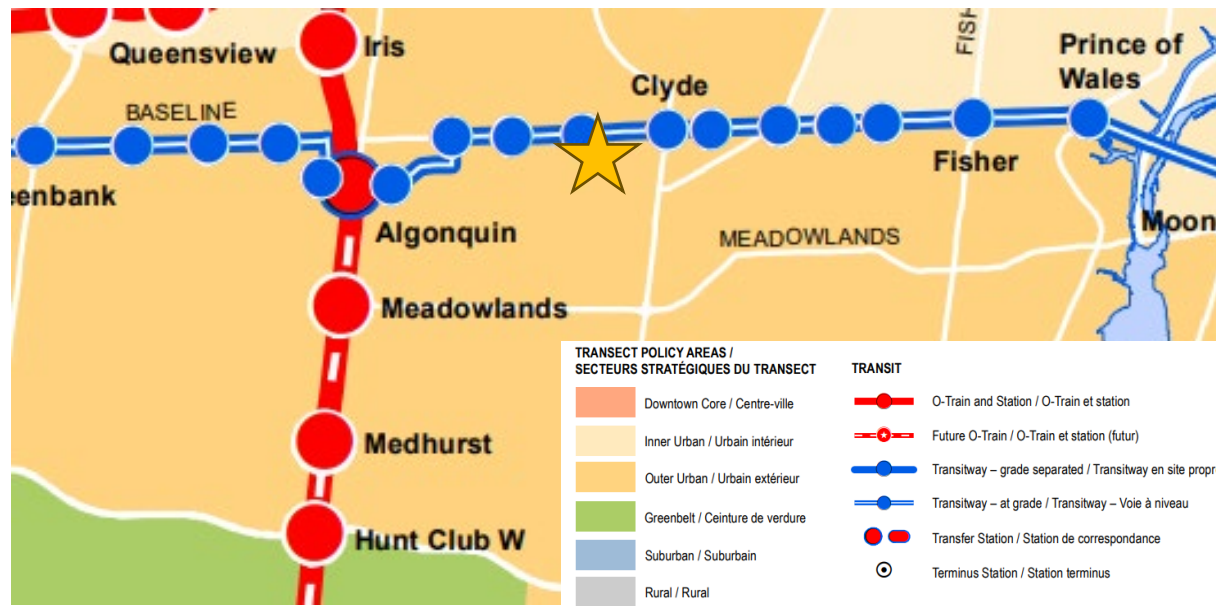 Queensview
Iris
Clyde
FISH
Prince of
Wales
BASELINE
eenbank
Algonquin
Fisher
Moon
MEADOWLANDS
Meadowlands
Medhurst
Hunt Club W
TRANSECT POLICY AREAS /
SECTEURS STRATÉGIQUES DU TRANSECT
Downtown Core / Centre-ville
Inner Urban / Urbain intérieur
Outer Urban / Urbain extérieur
Greenbelt / Ceinture de verdure
Suburban / Suburbain
Rural / Rural
TRANSIT
O-Train and Station / O-Train et station
Future O-Train / O-Train et station (futur)
Transitway – grade separated / Transitway en site propr
Transitway – at grade / Transitway – Voie à niveau
Transfer Station / Station de correspondance
Terminus Station / Station terminus